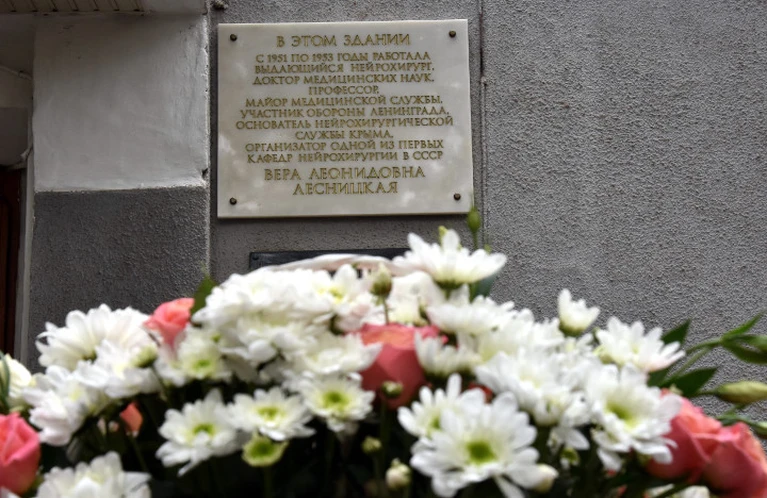 В ЭТОМ ЗДАНИИ
С 1951 ПО 1953 ГОДЫ РАБОТАЛА
ВЫДАЮЩИЙСЯ НЕЙРОХИРУРГ,
ДОКТОР МЕДИЦИНСКИХ НАУК,
ПРОФЕССОР,
МАЙОР МЕДИЦИНСКОЙ СЛУЖБЫ,
УЧАСТНИК ОБОРОНЫ ЛЕНИНГРАДА,
ОСНОВАТЕЛЬ НЕЙРОХИРУРГИЧЕСКОЙ
СЛУЖБЫ КРЫМА,
ОРГАНИЗАТОР ОДНОЙ ИЗ ПЕРВЫХ
КАФЕДР НЕЙРОХИРУРГИИ В СССР
ВЕРА ЛЕОНИДОВНА
ЛЕСНИЦКАЯ